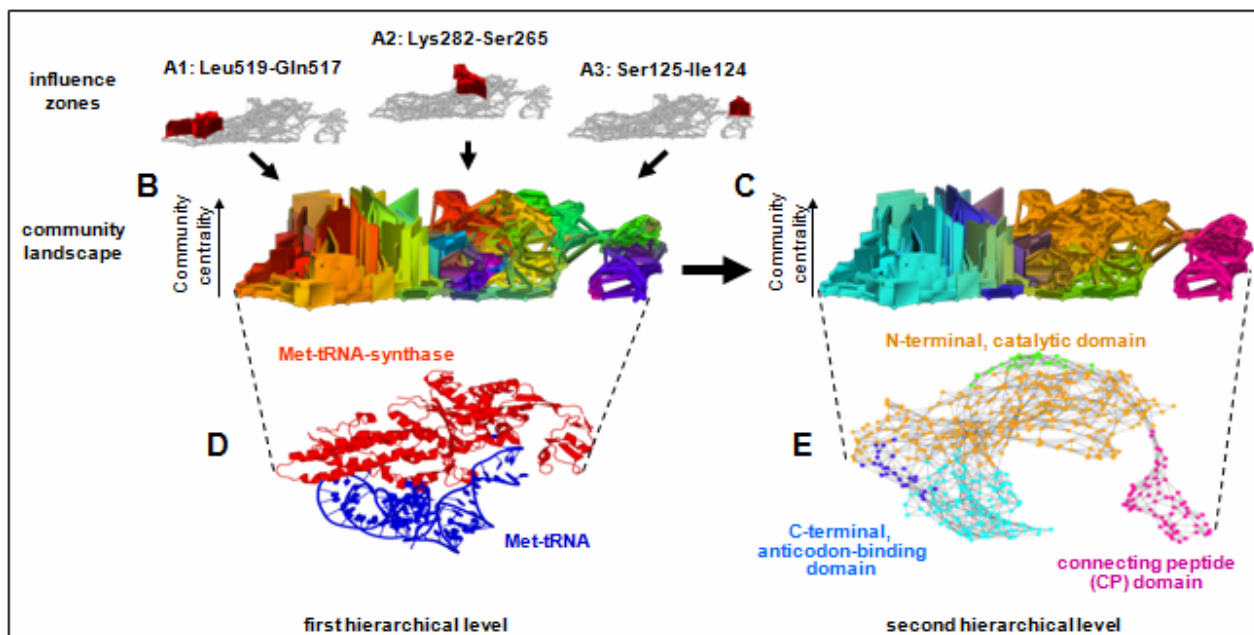 A2: Lys282-Ser265
A1: Leu519-Gln517
A3: Ser125-Ile124
influence
zones
B
C
community
landscape
Community
centrality
Community
centrality
Met-tRNA-synthase
N-terminal, catalytic domain
D
E
Met-tRNA
C-terminal,
anticodon-binding
domain
connecting peptide
(CP) domain
first hierarchical level
second hierarchical level